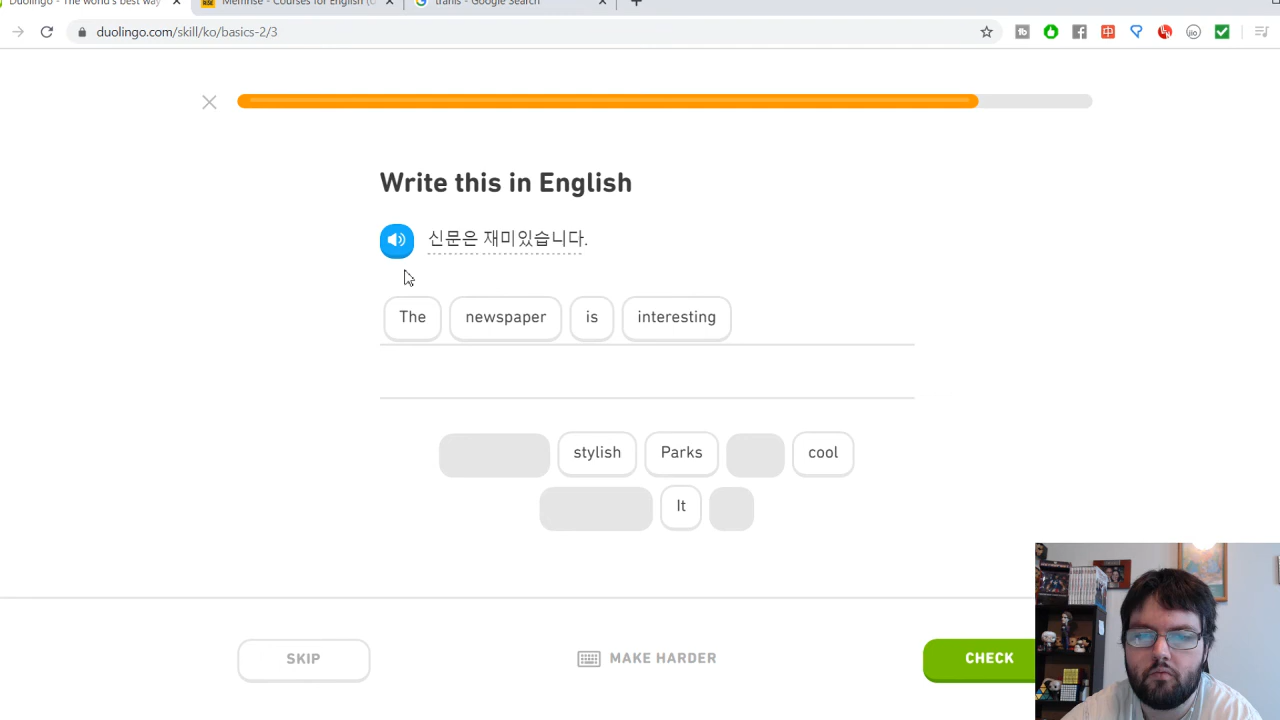 Duolingo - The world's best way
Memrise - Courses for English (
tranis - Google Search
duolingo.com/skill/ko/basics-2/3
Write this in English
신문은 재미있습니다.
The newspaper is interesting
stylish Parks cool
It
SKIP MAKE HARDER CHECK